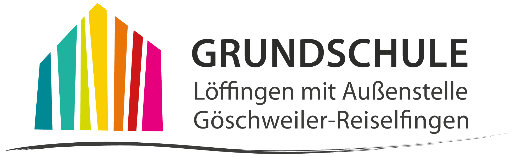 GRUNDSCHULE
Löffingen mit Außenstelle
Göschweiler-Reiselfingen